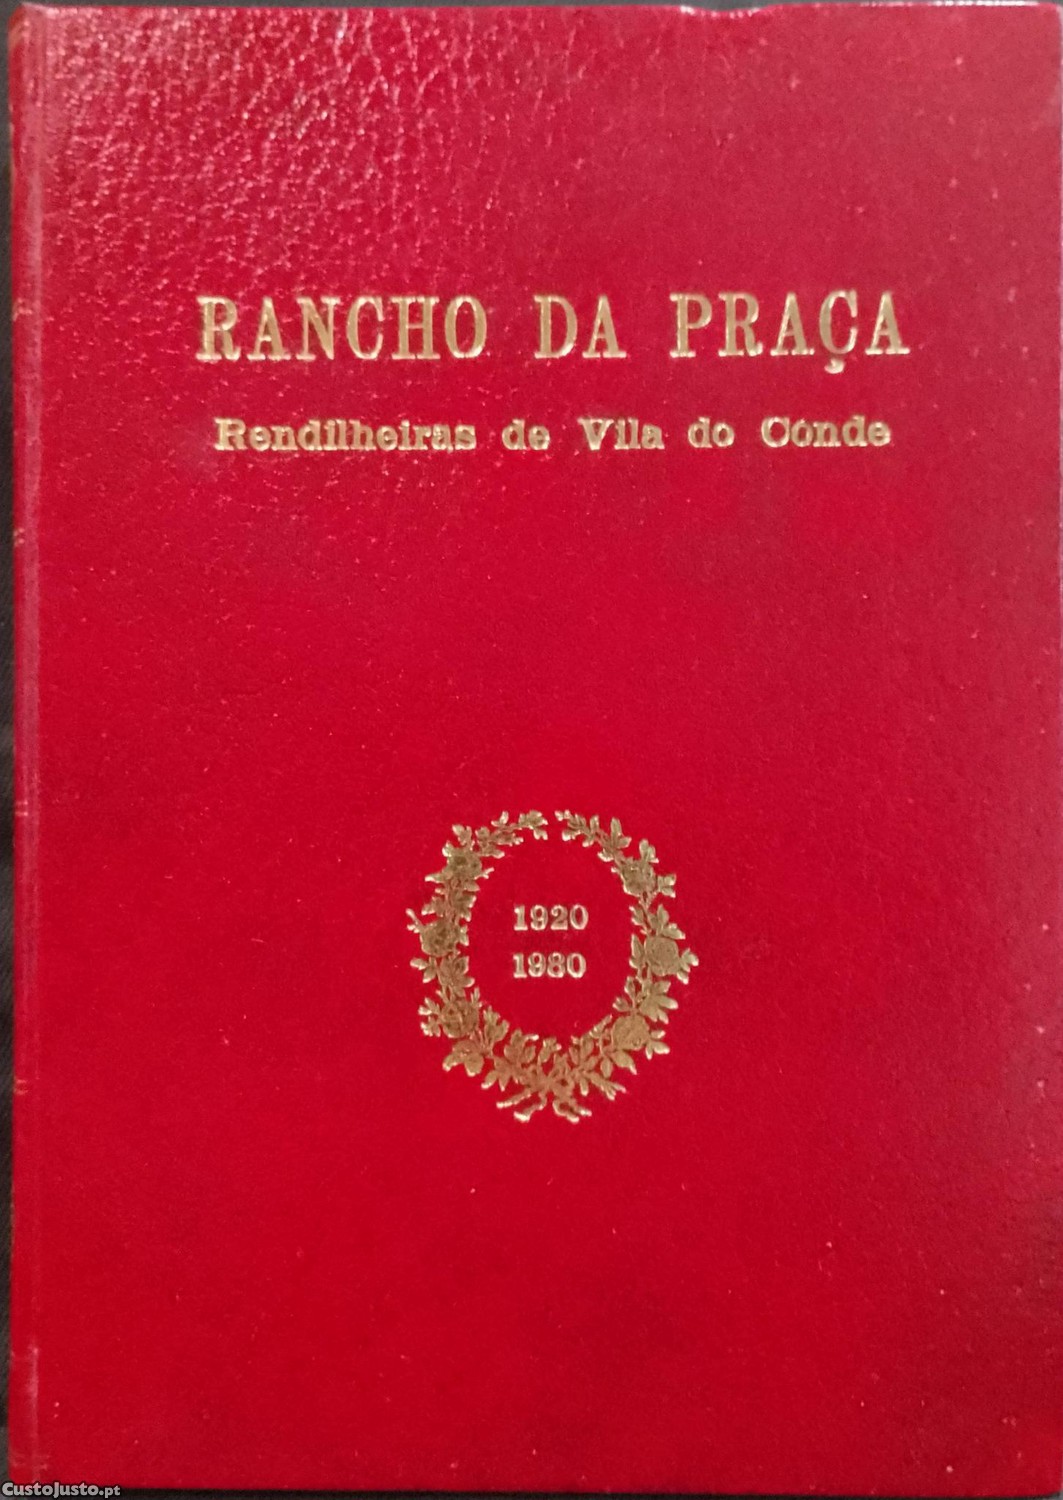 RANCHO DA PRAÇA
Rendilheiras de Vila do Conde
1920
1980
CustoJusto.pt